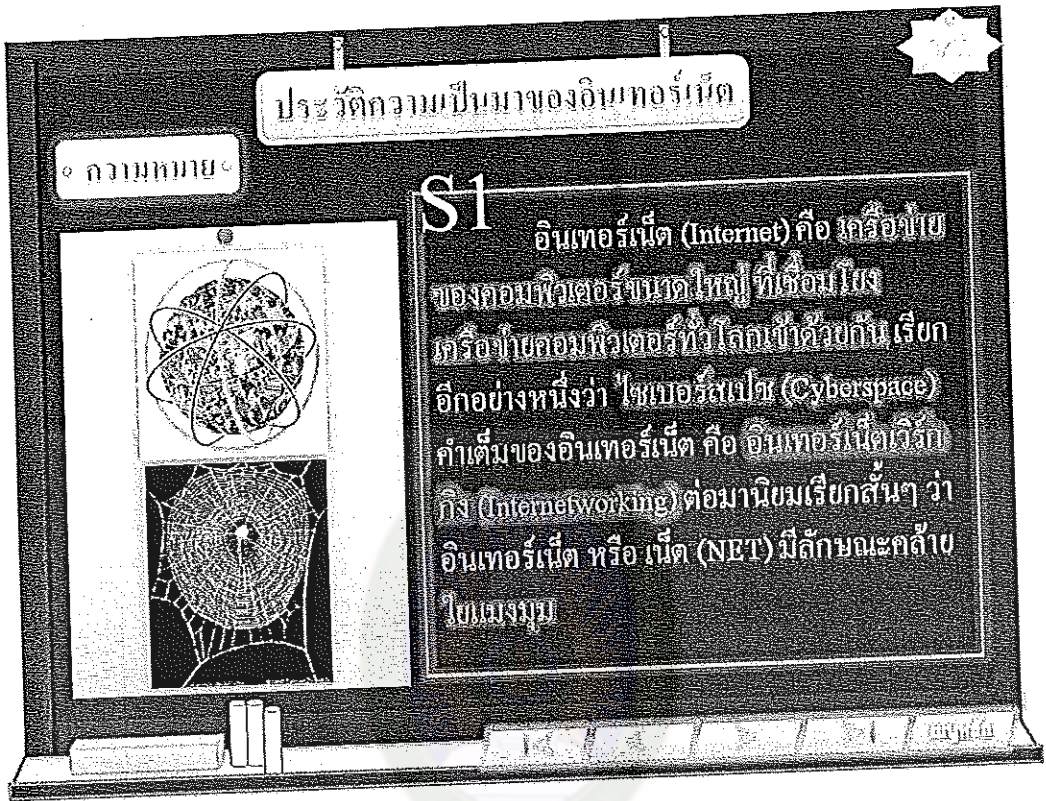 ประวัติความเป็นมาของอินเทอร์เน็ต
ความหมาย
S1
อินเทอร์เน็ต (Internet) คือ เครือข่าย
ของคอมพิวเตอร์ขนาดใหญ่ ที่เชื่อมโยง
เครือข่ายคอมพิวเตอร์ทั่วโลกเข้าด้วยกัน เรียก
อีกอย่างหนึ่งว่า ไซเบอร์สเปซ (Cyberspace)
คำเต็มของอินเทอร์เน็ต คือ อินเทอร์เน็ตเวิร์ก
กิง (Internetworking) ต่อมานิยมเรียกสั้นๆ ว่า
อินเทอร์เน็ต หรือ เน็ต (NET) มีลักษณะคล้าย
ใยแมงมุม